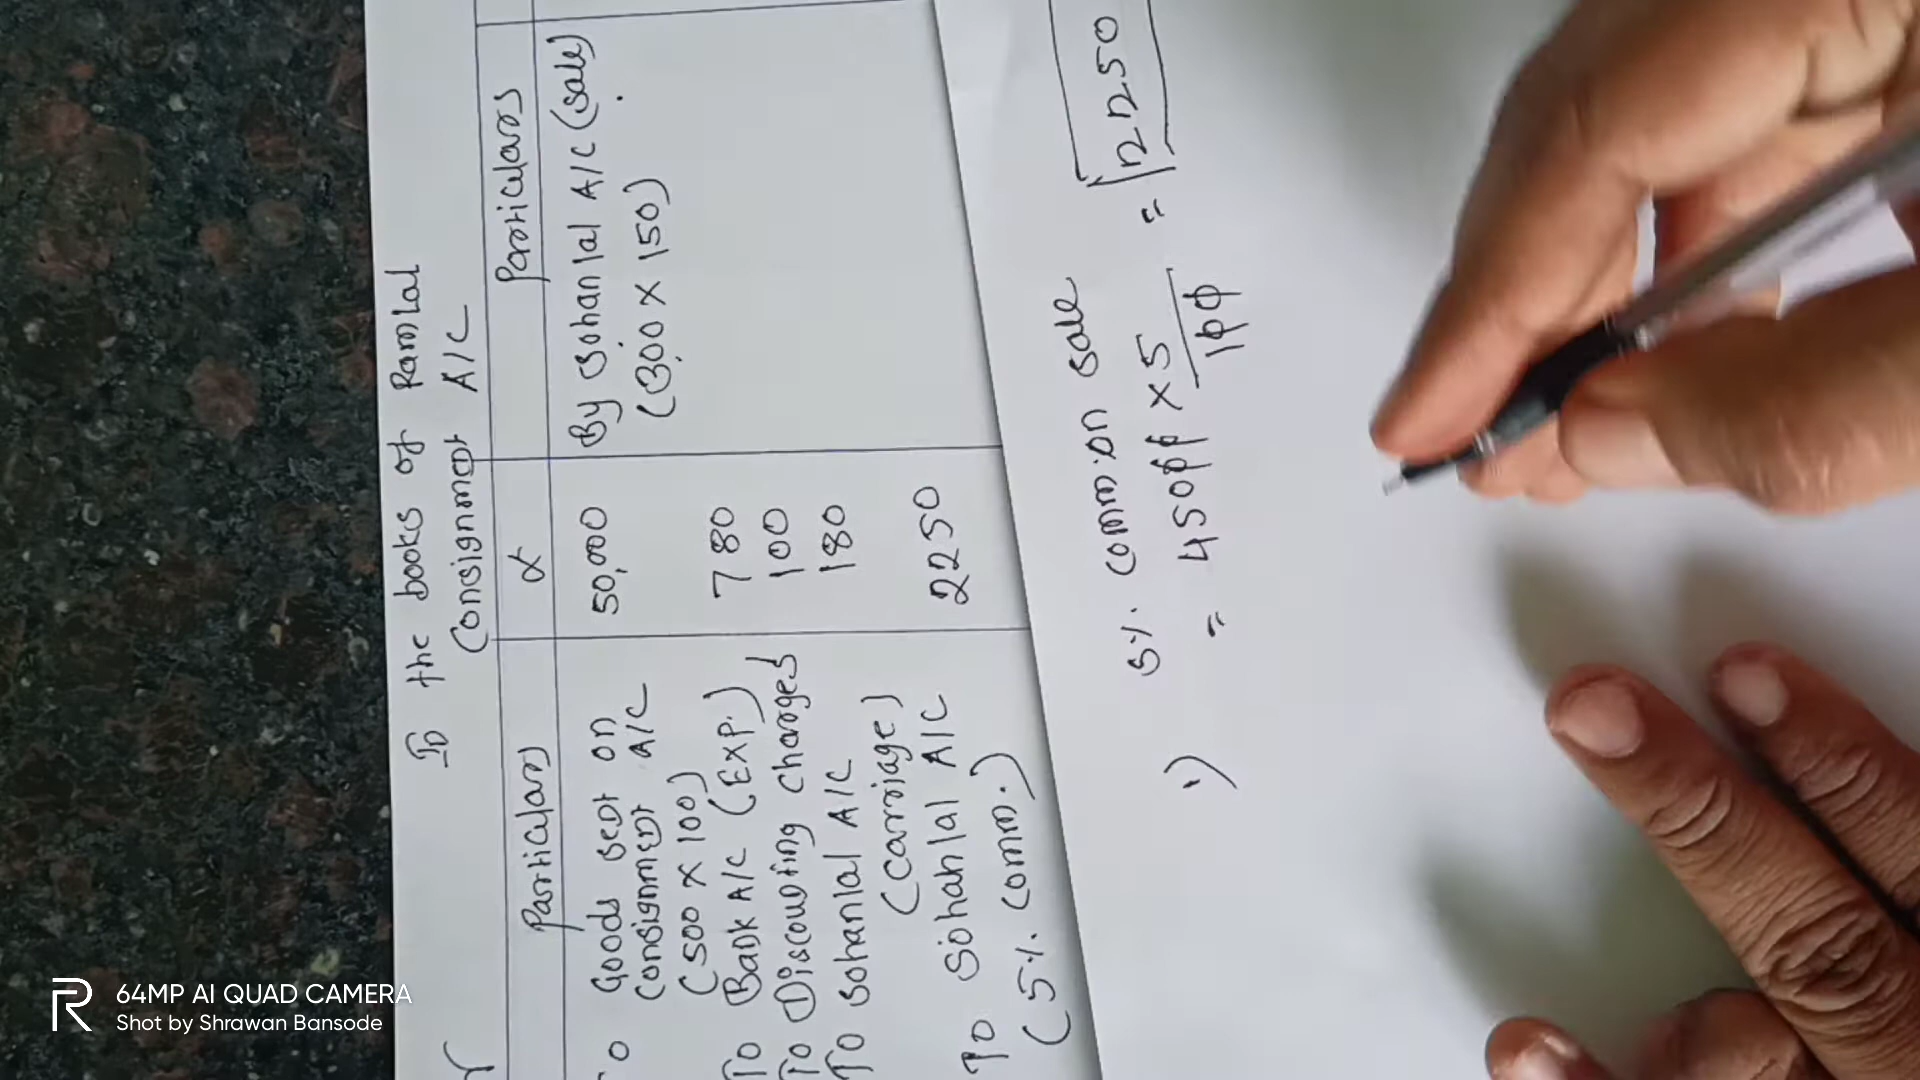 In the books of Ramlal
Consignment A/C
Particulars
₹
Particulars
To Goods sent on
Consignment A/C
(500 X 100)
50,000
To Bank A/C (Exp.)
780
To Discounting charges
100
To Sohanlal A/C
180
(Carriage)
To Sohanlal A/C
2250
(5% comm.)
By Sohanlal A/C (sale)
(300 X 150)
1)
5% comm. on sale
= 45000 X 5
100
= 2250
64MP AI QUAD CAMERA
Shot by Shrawan Bansode